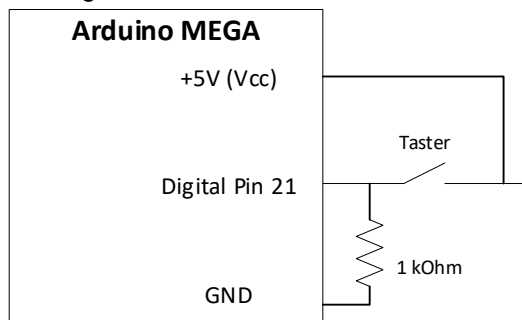 Arduino MEGA
+5V (Vcc)
Taster
Digital Pin 21
1 kOhm
GND